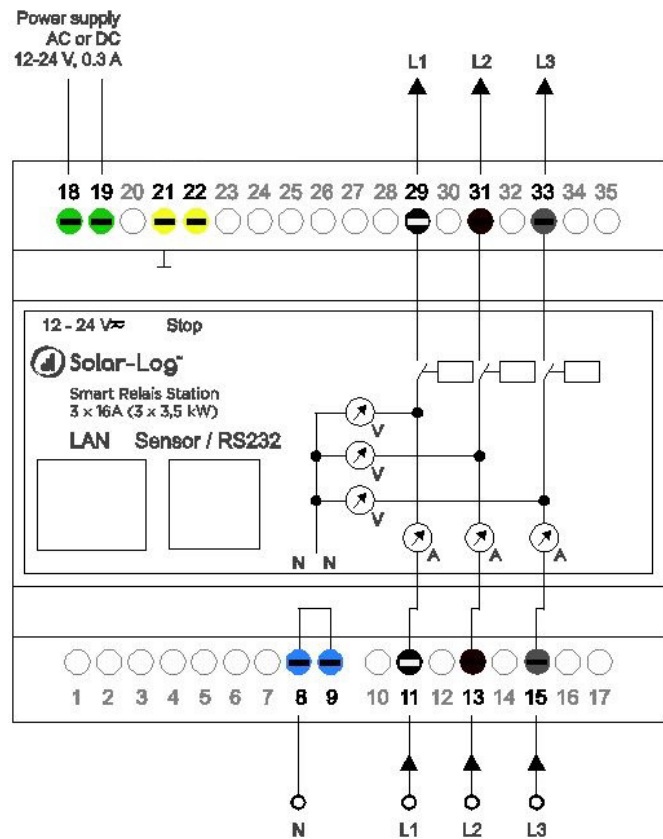 Power supply
AC or DC
12-24 V, 0.3 A
L1 L2 L3
18 19 20 21 22 23 24 25 26 27 28 29 30 31 32 33 34 35
12 - 24 V Stop
Solar-Log™
Smart Relais Station
3 x 16A (3 x 3,5 kW)
LAN Sensor / RS232
V
V
V
A A A
N N
1 2 3 4 5 6 7 8 9 10 11 12 13 14 15 16 17
N L1 L2 L3